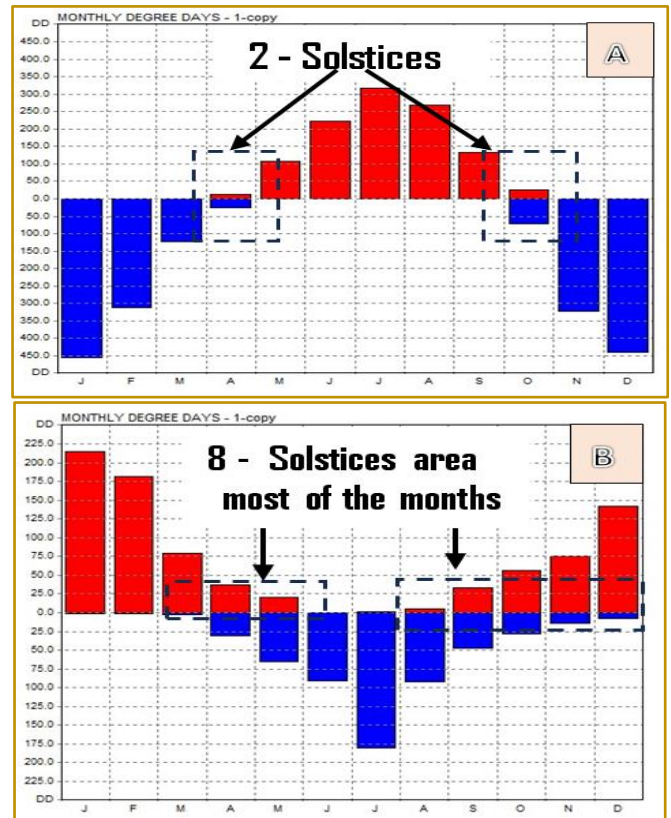 MONTHLY DEGREE DAYS - 1-copy
DD
A
2 - Solstices
450.0
400.0
350.0
300.0
250.0
200.0
150.0
100.0
50.0
0.0
50.0
100.0
150.0
200.0
250.0
300.0
350.0
400.0
450.0
DD
J F M A M J J A S O N D
MONTHLY DEGREE DAYS - 1-copy
DD
B
8 - Solstices area
most of the months
225.0
200.0
175.0
150.0
125.0
100.0
75.0
50.0
25.0
0.0
25.0
50.0
75.0
100.0
125.0
150.0
175.0
200.0
225.0
DD
J F M A M J J A S O N D